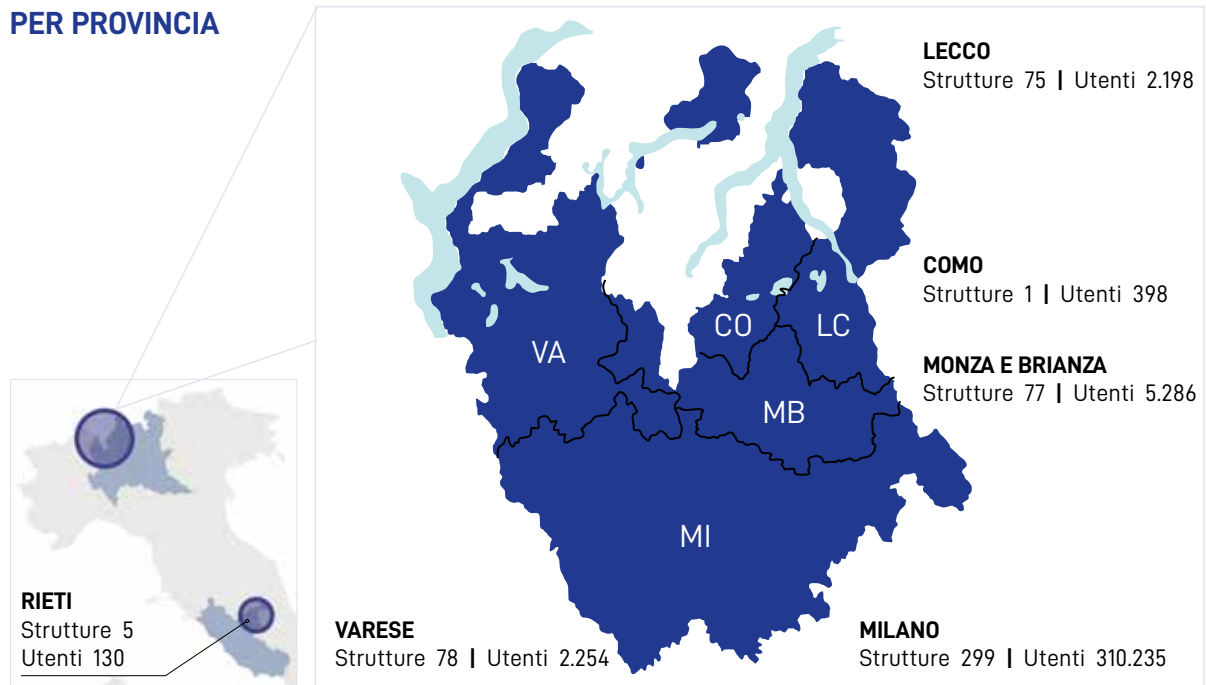 PER PROVINCIA
LECCO
Strutture 75 | Utenti 2.198
COMO
Strutture 1 | Utenti 398
MONZA E BRIANZA
Strutture 77 | Utenti 5.286
VA
CO
LC
MB
MI
RIETI
Strutture 5
Utenti 130
VARESE
Strutture 78 | Utenti 2.254
MILANO
Strutture 299 | Utenti 310.235